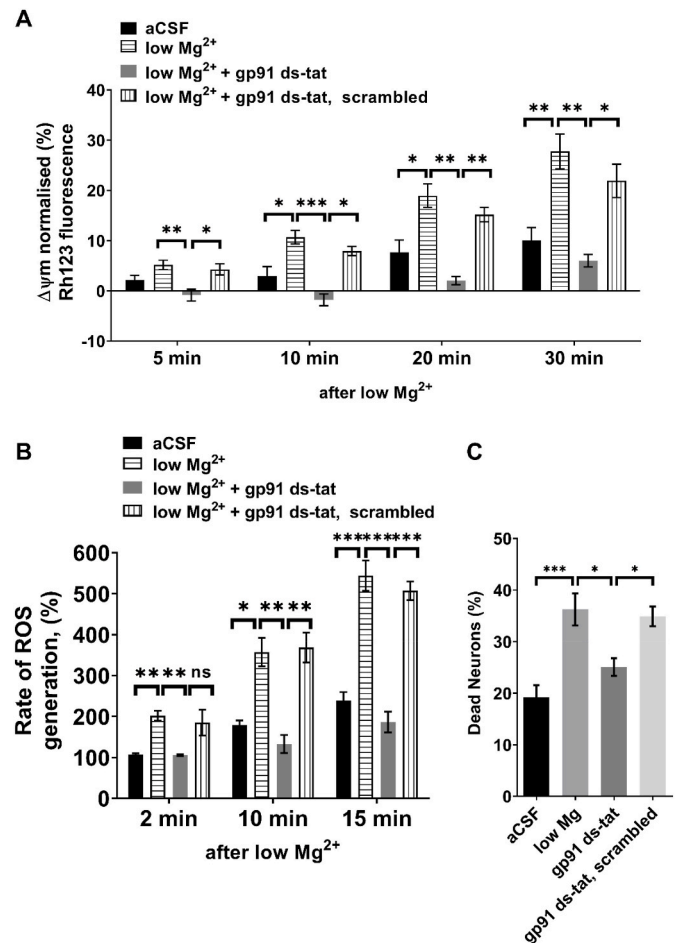 A
aCSF
low Mg²⁺
low Mg²⁺ + gp91 ds-tat
low Mg²⁺ + gp91 ds-tat, scrambled
Δψm normalised (%)
Rh123 fluorescence
40
30
20
10
0
-10
** *
* *** *
* ** **
** ** *
5 min 10 min 20 min 30 min
after low Mg²⁺
B
aCSF
low Mg²⁺
low Mg²⁺ + gp91 ds-tat
low Mg²⁺ + gp91 ds-tat, scrambled
Rate of ROS
generation, (%)
600
500
400
300
200
100
0
** ** ns
* ** **
*** *** ***
2 min 10 min 15 min
after low Mg²⁺
C
Dead Neurons (%)
50
40
30
20
10
0
*** * *
aCSF
low Mg
gp91 ds-tat
gp91 ds-tat, scrambled